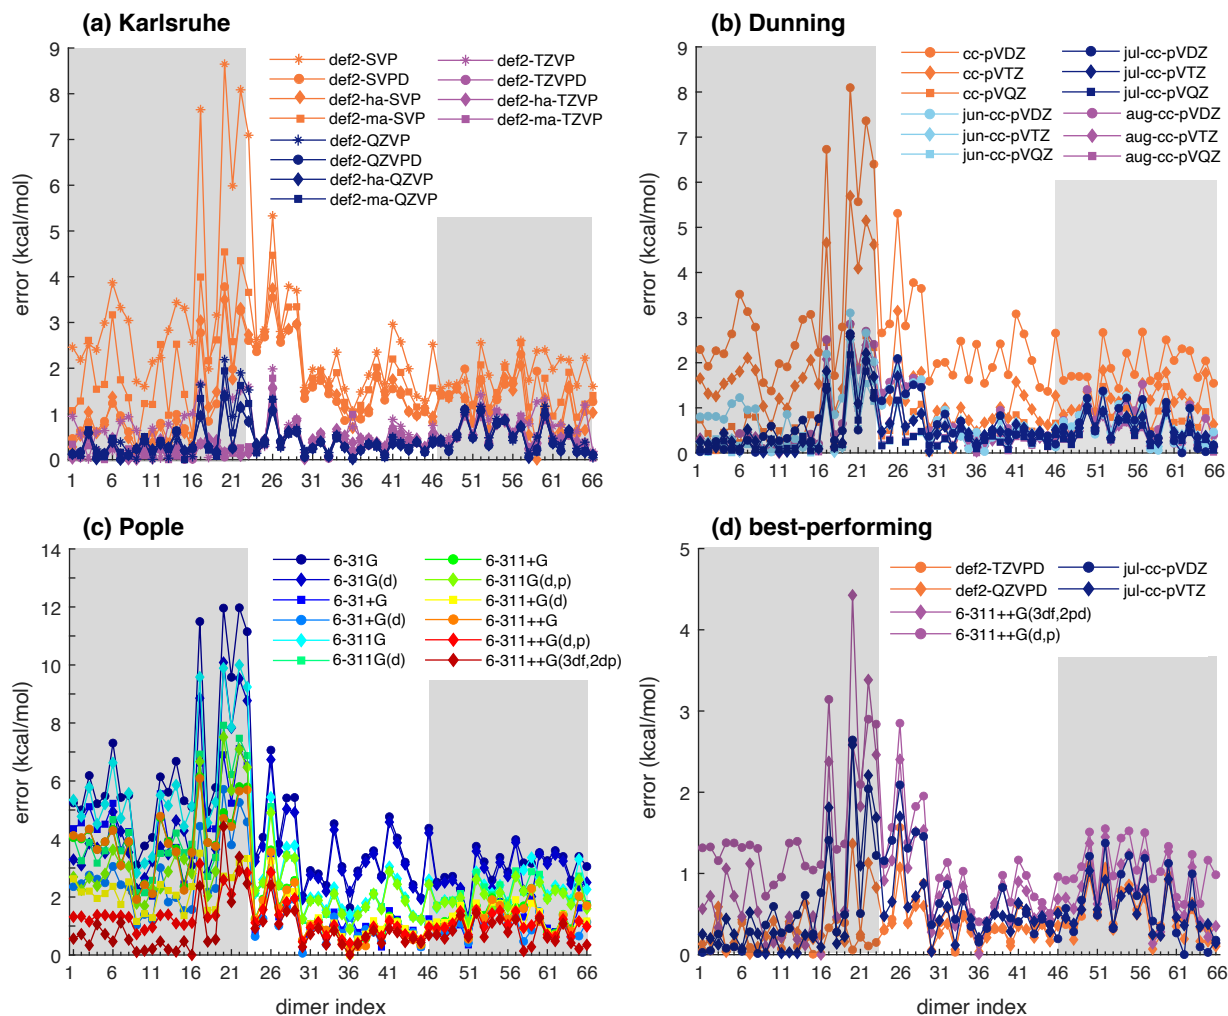 (a) Karlsruhe
error (kcal/mol)
9
8
7
6
5
4
3
2
1
0
1 6 11 16 21 26 31 36 41 46 51 56 61 66
def2-SVP
def2-SVPD
def2-ha-SVP
def2-ma-SVP
def2-QZVP
def2-QZVPD
def2-ha-QZVP
def2-ma-QZVP
def2-TZVP
def2-TZVPD
def2-ha-TZVP
def2-ma-TZVP
(b) Dunning
error (kcal/mol)
9
8
7
6
5
4
3
2
1
0
1 6 11 16 21 26 31 36 41 46 51 56 61 66
cc-pVDZ
cc-pVTZ
cc-pVQZ
jun-cc-pVDZ
jun-cc-pVTZ
jun-cc-pVQZ
jul-cc-pVDZ
jul-cc-pVTZ
jul-cc-pVQZ
aug-cc-pVDZ
aug-cc-pVTZ
aug-cc-pVQZ
(c) Pople
error (kcal/mol)
14
12
10
8
6
4
2
0
1 6 11 16 21 26 31 36 41 46 51 56 61 66
dimer index
6-31G
6-31G(d)
6-31+G
6-31+G(d)
6-311G
6-311G(d)
6-311+G
6-311G(d,p)
6-311+G(d)
6-311++G
6-311++G(d,p)
6-311++G(3df,2dp)
(d) best-performing
error (kcal/mol)
5
4
3
2
1
0
1 6 11 16 21 26 31 36 41 46 51 56 61 66
dimer index
def2-TZVPD
def2-QZVPD
6-311++G(3df,2pd)
6-311++G(d,p)
jul-cc-pVDZ
jul-cc-pVTZ